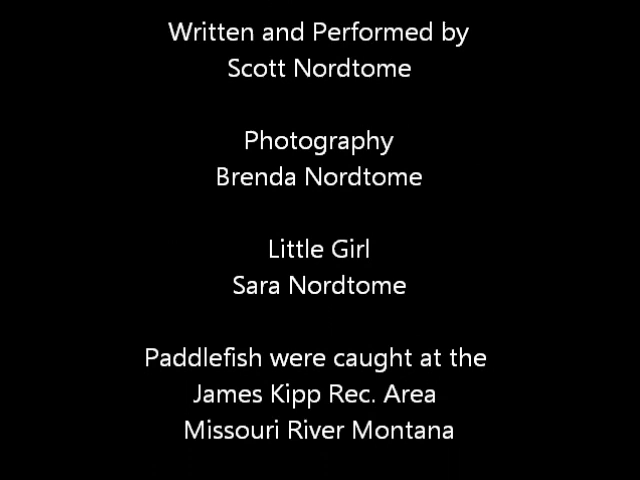 Written and Performed by
Scott Nordtome
Photography
Brenda Nordtome
Little Girl
Sara Nordtome
Paddlefish were caught at the
James Kipp Rec. Area
Missouri River Montana